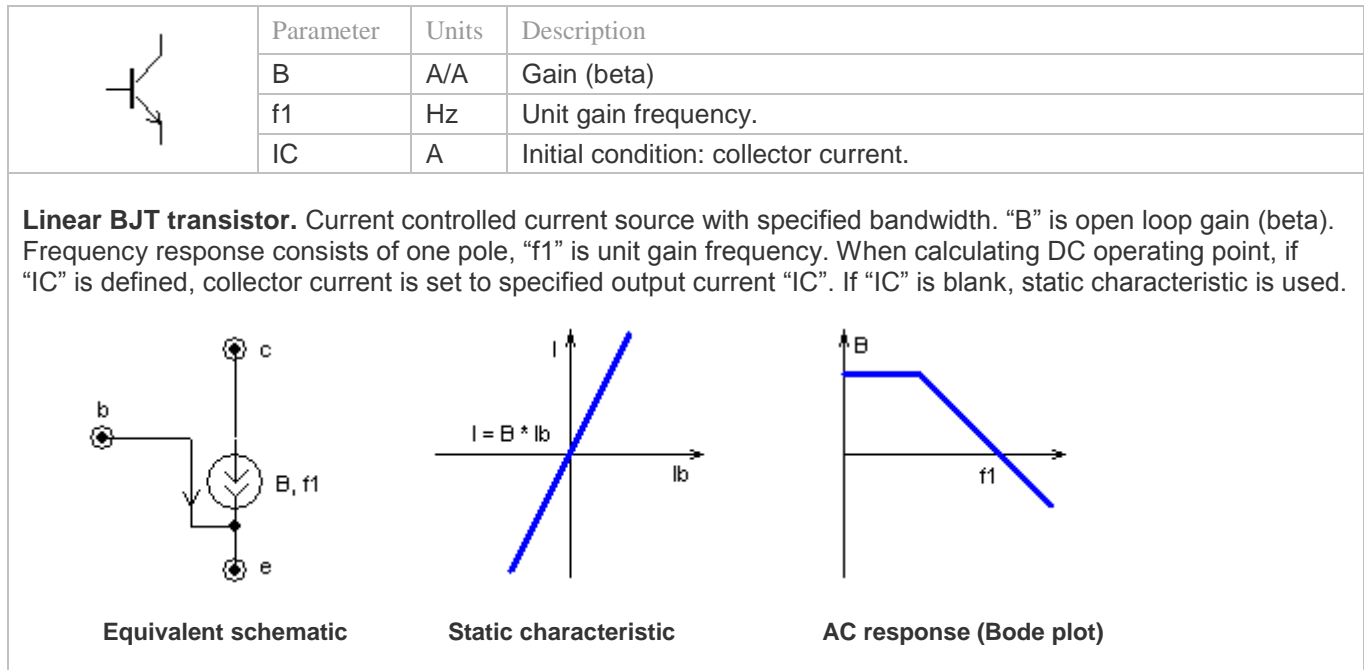 Parameter Units Description
B A/A Gain (beta)
f1 Hz Unit gain frequency.
IC A Initial condition: collector current.
Linear BJT transistor. Current controlled current source with specified bandwidth. “B” is open loop gain (beta).
Frequency response consists of one pole, “f1” is unit gain frequency. When calculating DC operating point, if
“IC” is defined, collector current is set to specified output current “IC”. If “IC” is blank, static characteristic is used.
c
b
B, f1
e
Equivalent schematic
I
I = B * Ib
Ib
Static characteristic
B
f1
AC response (Bode plot)